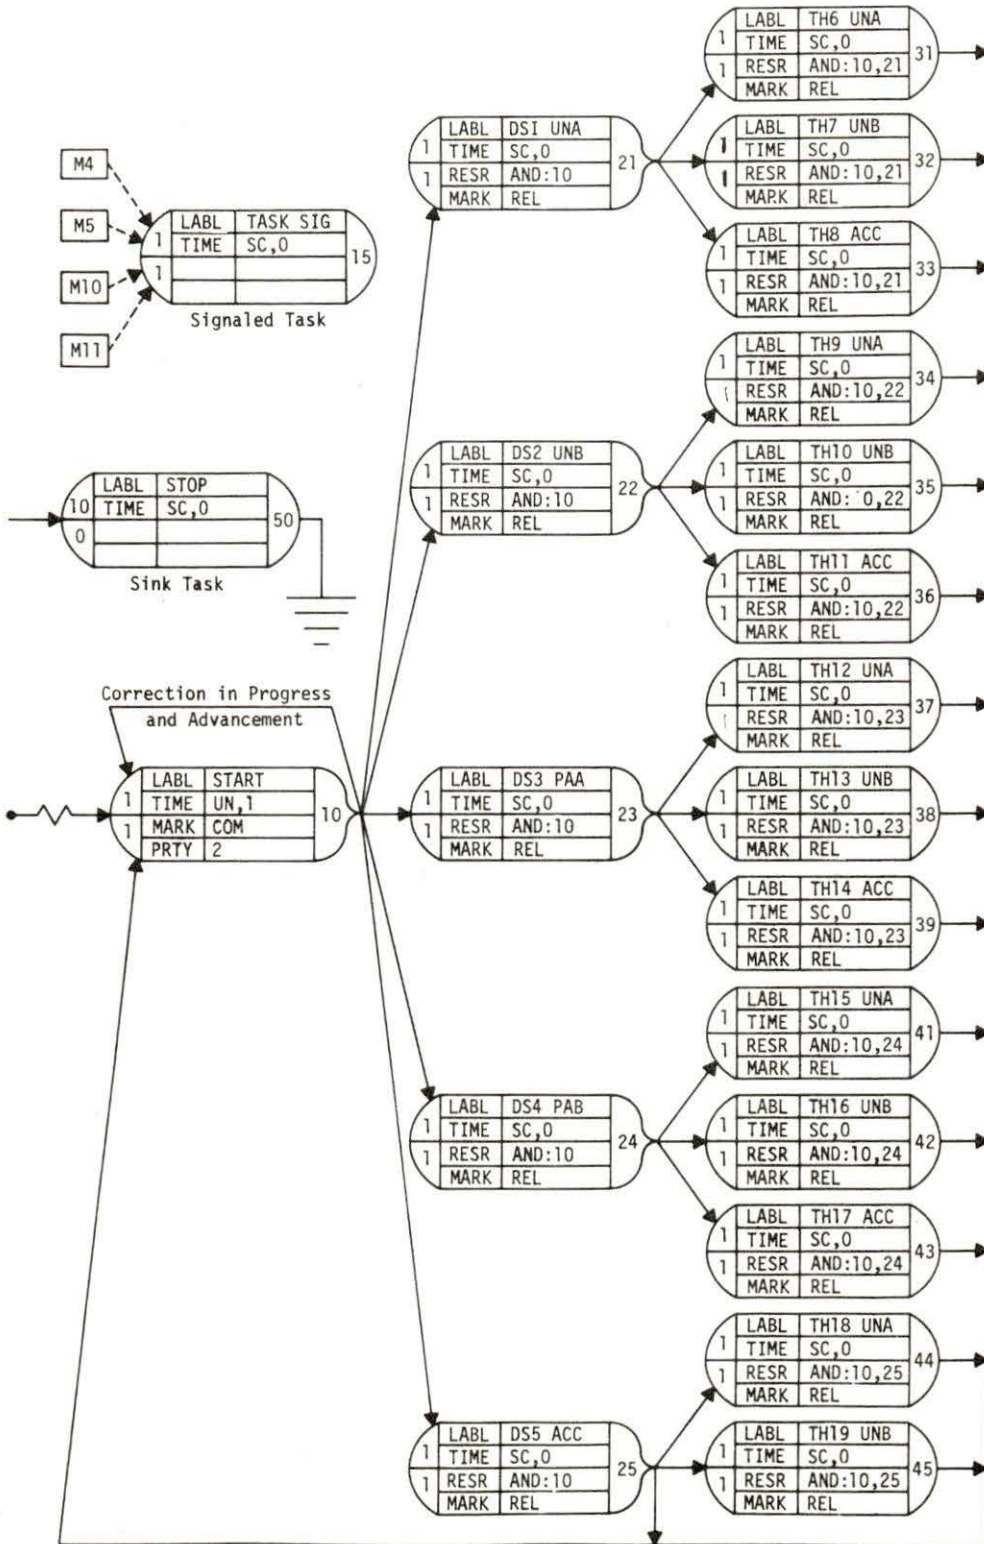 1 LABL TH6 UNA 31
TIME SC,0
1 RESR AND:10,21
MARK REL
1 LABL DSI UNA 21
TIME SC,0
1 RESR AND:10
MARK REL
1 LABL TH7 UNB 32
TIME SC,0
1 RESR AND:10,21
MARK REL
1 LABL TH8 ACC 33
TIME SC,0
1 RESR AND:10,21
MARK REL
M4
M5
M10
M11
1 LABL TASK SIG 15
TIME SC,0
1
Signaled Task
1 LABL TH9 UNA 34
TIME SC,0
1 RESR AND:10,22
MARK REL
1 LABL DS2 UNB 22
TIME SC,0
1 RESR AND:10
MARK REL
1 LABL TH10 UNB 35
TIME SC,0
1 RESR AND:10,22
MARK REL
1 LABL TH11 ACC 36
TIME SC,0
1 RESR AND:10,22
MARK REL
LABL STOP
10 TIME SC,0 50
0
Sink Task
Correction in Progress
and Advancement
1 LABL START 10
TIME UN,1
1 MARK COM
PRTY 2
1 LABL TH12 UNA 37
TIME SC,0
1 RESR AND:10,23
MARK REL
1 LABL DS3 PAA 23
TIME SC,0
1 RESR AND:10
MARK REL
1 LABL TH13 UNB 38
TIME SC,0
1 RESR AND:10,23
MARK REL
1 LABL TH14 ACC 39
TIME SC,0
1 RESR AND:10,23
MARK REL
1 LABL TH15 UNA 41
TIME SC,0
1 RESR AND:10,24
MARK REL
1 LABL DS4 PAB 24
TIME SC,0
1 RESR AND:10
MARK REL
1 LABL TH16 UNB 42
TIME SC,0
1 RESR AND:10,24
MARK REL
1 LABL TH17 ACC 43
TIME SC,0
1 RESR AND:10,24
MARK REL
1 LABL TH18 UNA 44
TIME SC,0
1 RESR AND:10,25
MARK REL
1 LABL DS5 ACC 25
TIME SC,0
1 RESR AND:10
MARK REL
1 LABL TH19 UNB 45
TIME SC,0
1 RESR AND:10,25
MARK REL